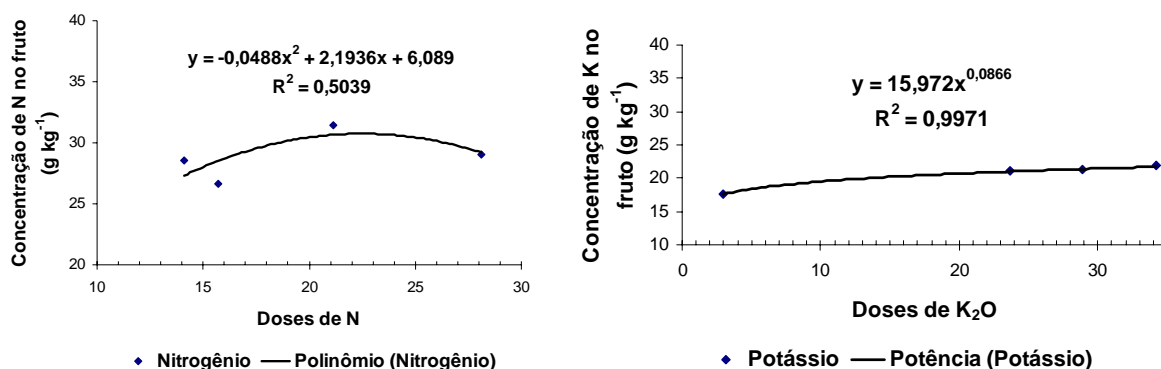 Concentração de N no fruto
(g kg⁻¹)
40
35
30
25
20
y = -0,0488x² + 2,1936x + 6,089
R² = 0,5039
10 15 20 25 30
Doses de N
Nitrogênio Polinômio (Nitrogênio)
Concentração de K no
fruto (g kg⁻¹)
40
35
30
25
20
15
10
y = 15,972x⁰,⁰⁸⁶⁶
R² = 0,9971
0 10 20 30
Doses de K₂O
Potássio Potência (Potássio)